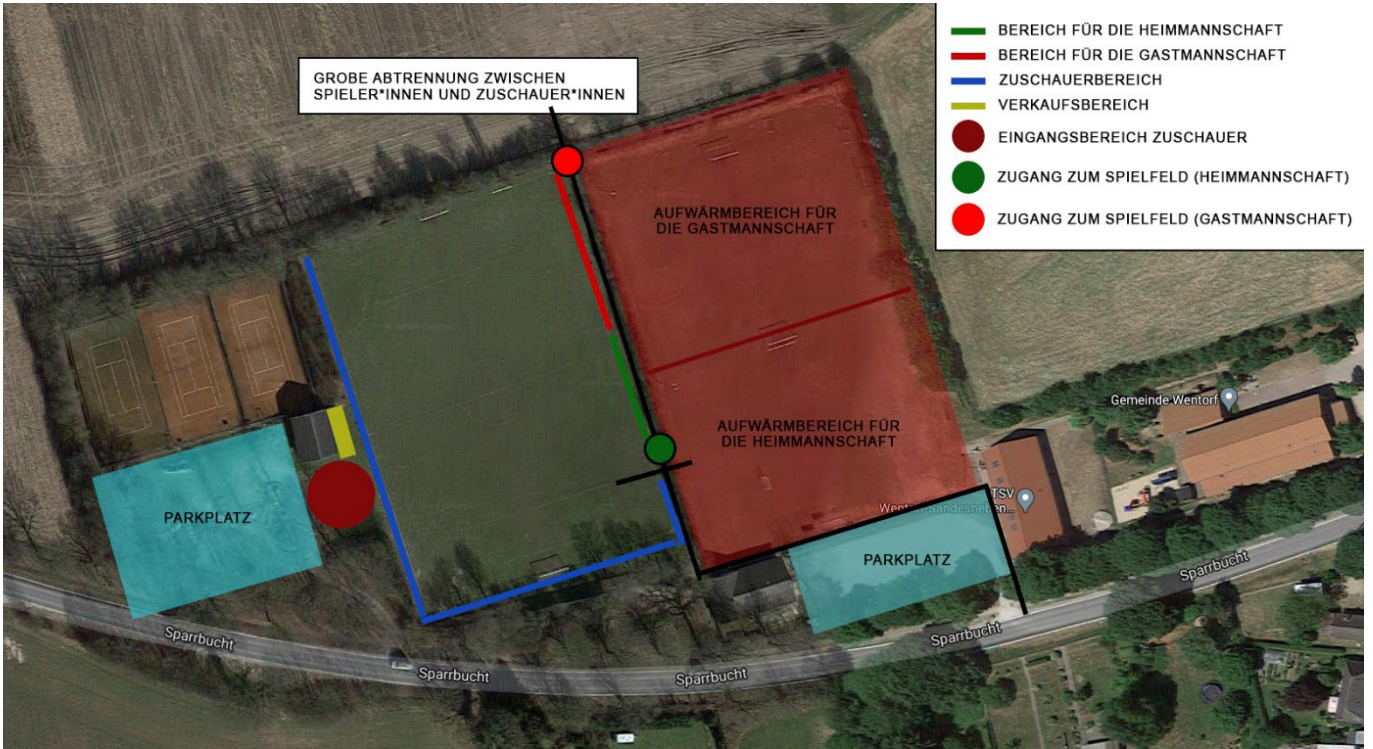 BEREICH FÜR DIE HEIMMANNSCHAFT
BEREICH FÜR DIE GASTMANNSCHAFT
ZUSCHAUERBEREICH
VERKAUFSBEREICH
EINGANGSBEREICH ZUSCHAUER
ZUGANG ZUM SPIELFELD (HEIMMANNSCHAFT)
ZUGANG ZUM SPIELFELD (GASTMANNSCHAFT)
GROBE ABTRENNUNG ZWISCHEN
SPIELER*INNEN UND ZUSCHAUER*INNEN
AUFWÄRMBEREICH FÜR
DIE GASTMANNSCHAFT
AUFWÄRMBEREICH FÜR
DIE HEIMMANNSCHAFT
Gemeinde Wentorf
TSV
PARKPLATZ
PARKPLATZ
Sparrbucht
Sparrbucht
Sparrbucht
Sparrbucht
Sparrbucht